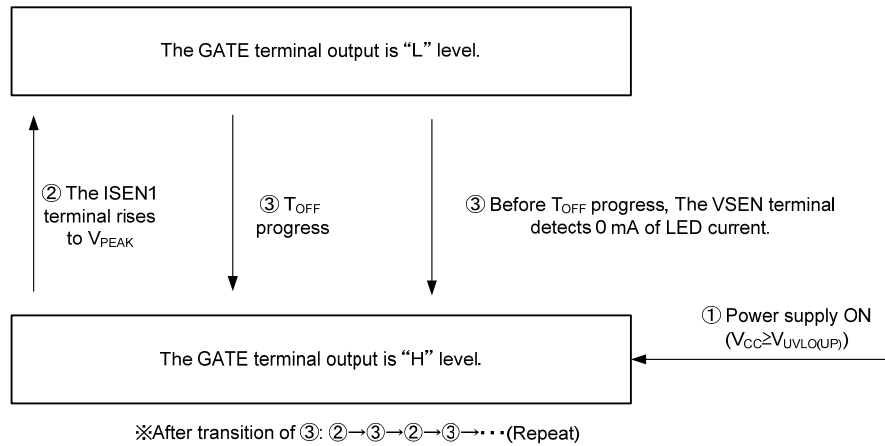 The GATE terminal output is “L” level.
② The ISEN1
terminal rises
to VPEAK
③ TOFF
progress
③ Before TOFF progress, The VSEN terminal
detects 0 mA of LED current.
① Power supply ON
(VCC≥VUVLO(UP))
The GATE terminal output is “H” level.
※After transition of ③: ②→③→②→③→･･･(Repeat)